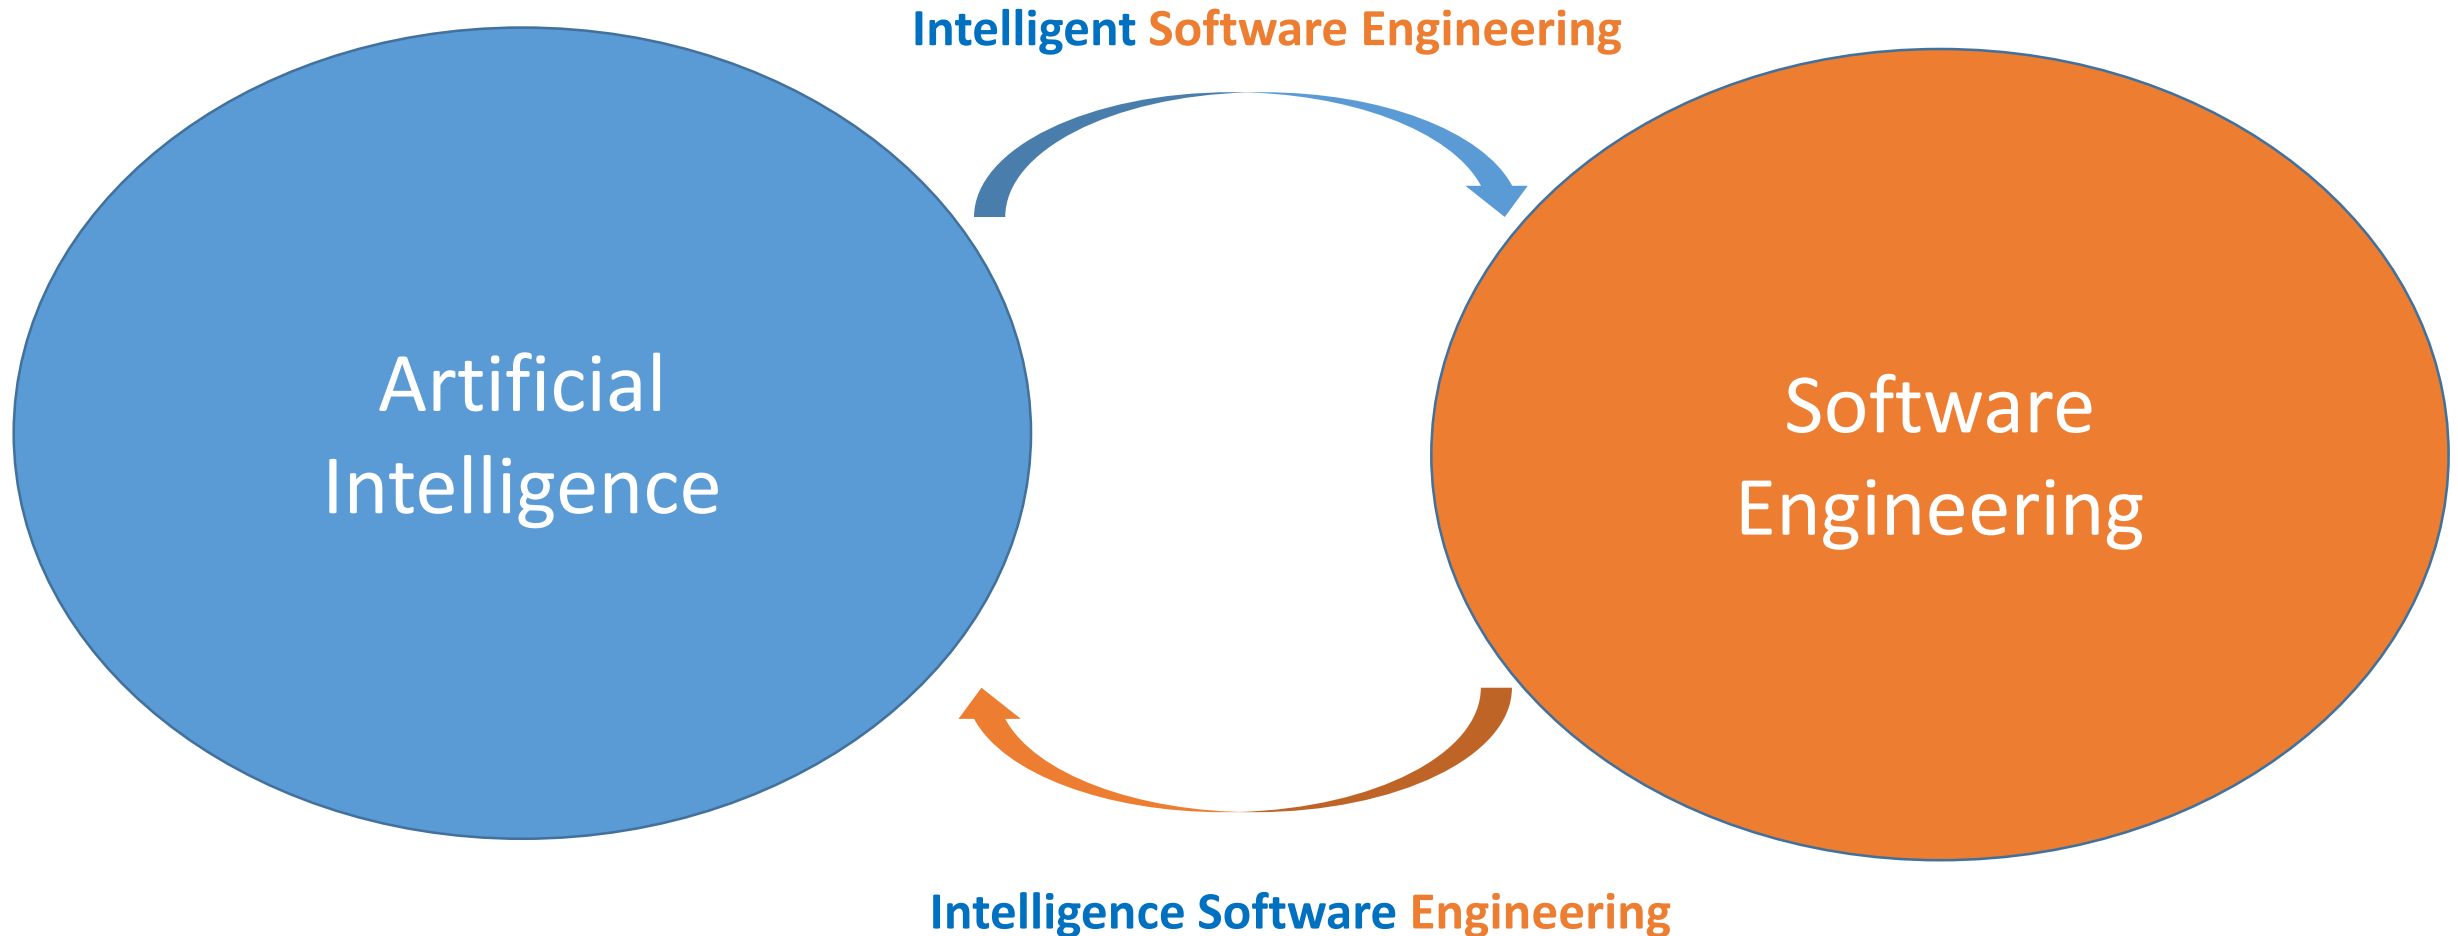 Intelligent Software Engineering
Artificial
Intelligence
Software
Engineering
Intelligence Software Engineering